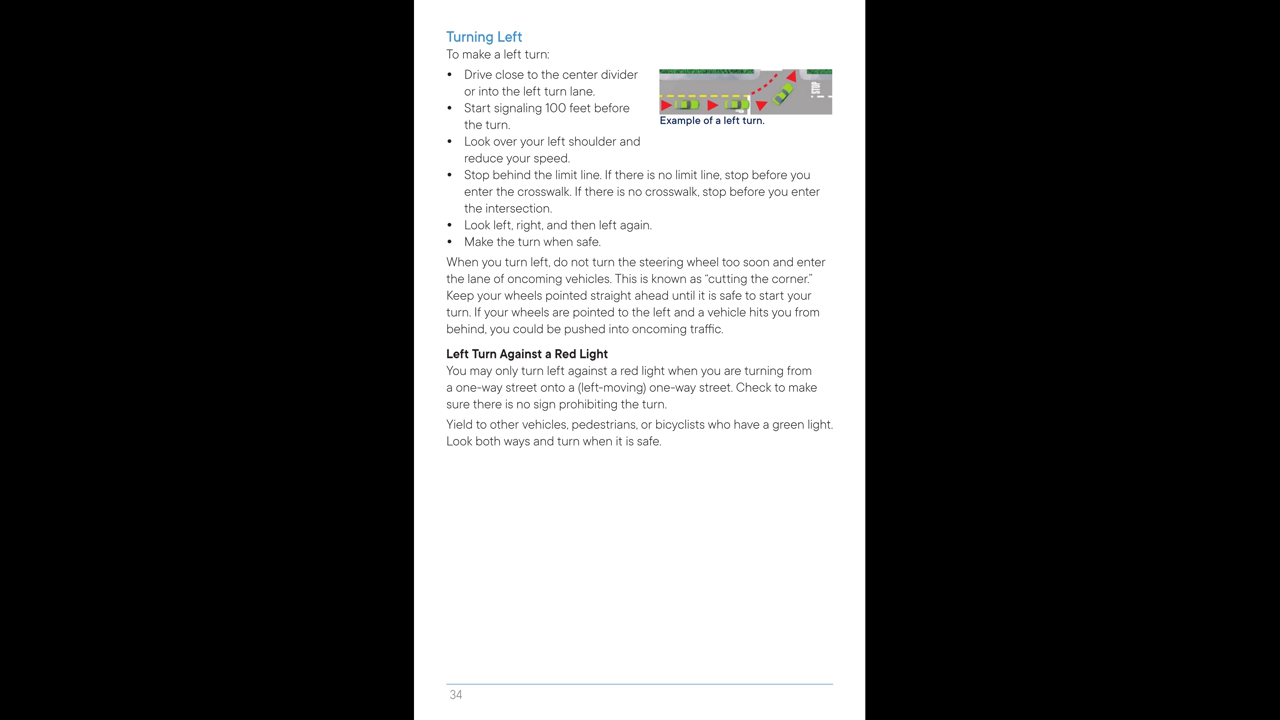 Turning Left
To make a left turn:
• Drive close to the center divider
or into the left turn lane.
• Start signaling 100 feet before
the turn.
• Look over your left shoulder and
reduce your speed.
STOP
Example of a left turn.
• Stop behind the limit line. If there is no limit line, stop before you
enter the crosswalk. If there is no crosswalk, stop before you enter
the intersection.
• Look left, right, and then left again.
• Make the turn when safe.
When you turn left, do not turn the steering wheel too soon and enter
the lane of oncoming vehicles. This is known as “cutting the corner.”
Keep your wheels pointed straight ahead until it is safe to start your
turn. If your wheels are pointed to the left and a vehicle hits you from
behind, you could be pushed into oncoming traffic.
Left Turn Against a Red Light
You may only turn left against a red light when you are turning from
a one-way street onto a (left-moving) one-way street. Check to make
sure there is no sign prohibiting the turn.
Yield to other vehicles, pedestrians, or bicyclists who have a green light.
Look both ways and turn when it is safe.
34